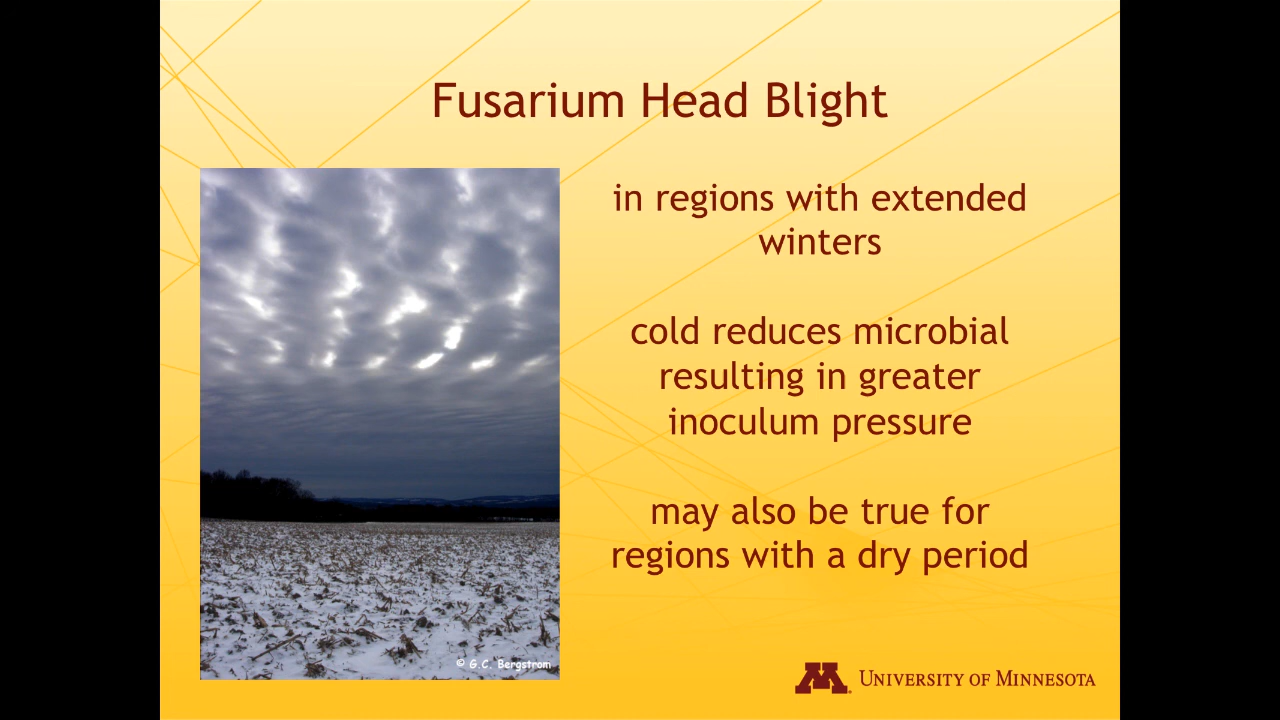 Fusarium Head Blight
in regions with extended
winters
cold reduces microbial
resulting in greater
inoculum pressure
may also be true for
regions with a dry period
© G.C. Bergstrom
M
UNIVERSITY OF MINNESOTA